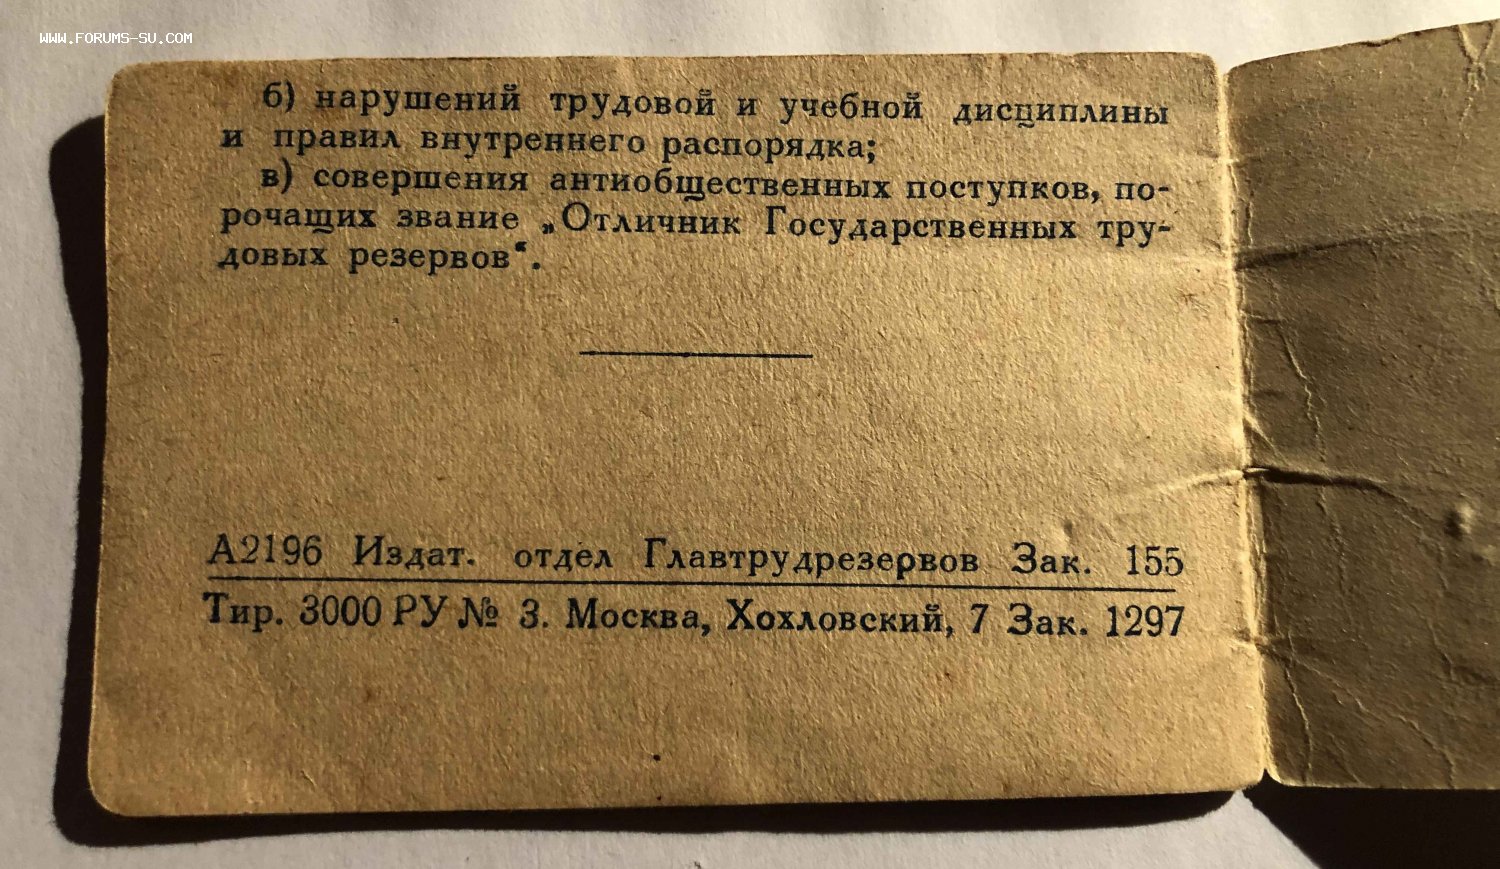 WWW.FORUMS-SU.COM
б) нарушений трудовой и учебной дисциплины
и правил внутреннего распорядка;
в) совершения антиобщественных поступков, по-
рочащих звание „Отличник Государственных тру-
довых резервов“.
А2196 Издат. отдел Главтрудрезервов Зак. 155
Тир. 3000 РУ № 3. Москва, Хохловский, 7 Зак. 1297